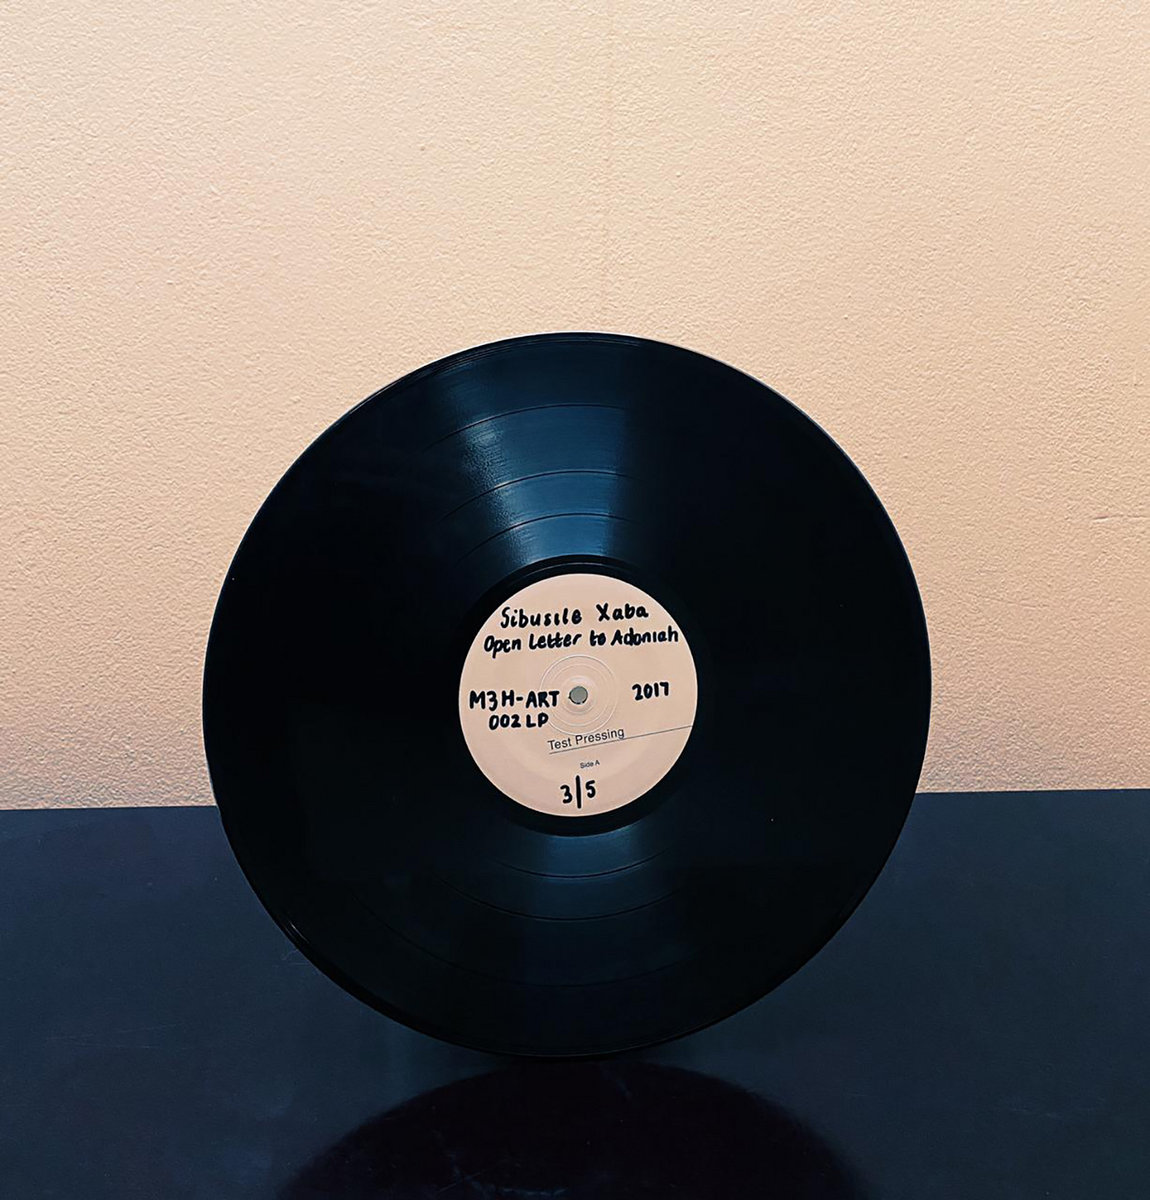 Sibusile Xaba
Open Letter to Adoniah
M3H-ART 2017
002 LP
Test Pressing
Side A
3|5